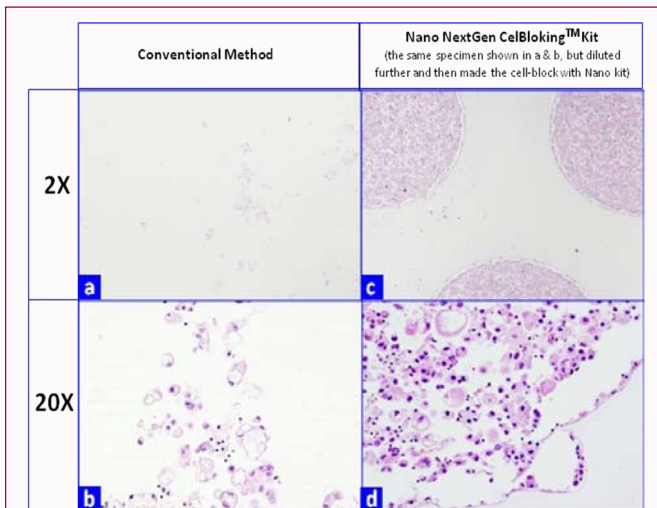 Conventional Method
Nano NextGen CelBloking™ Kit
(the same specimen shown in a & b, but diluted
further and then made the cell-block with Nano kit)
2X
a
c
20X
b
d